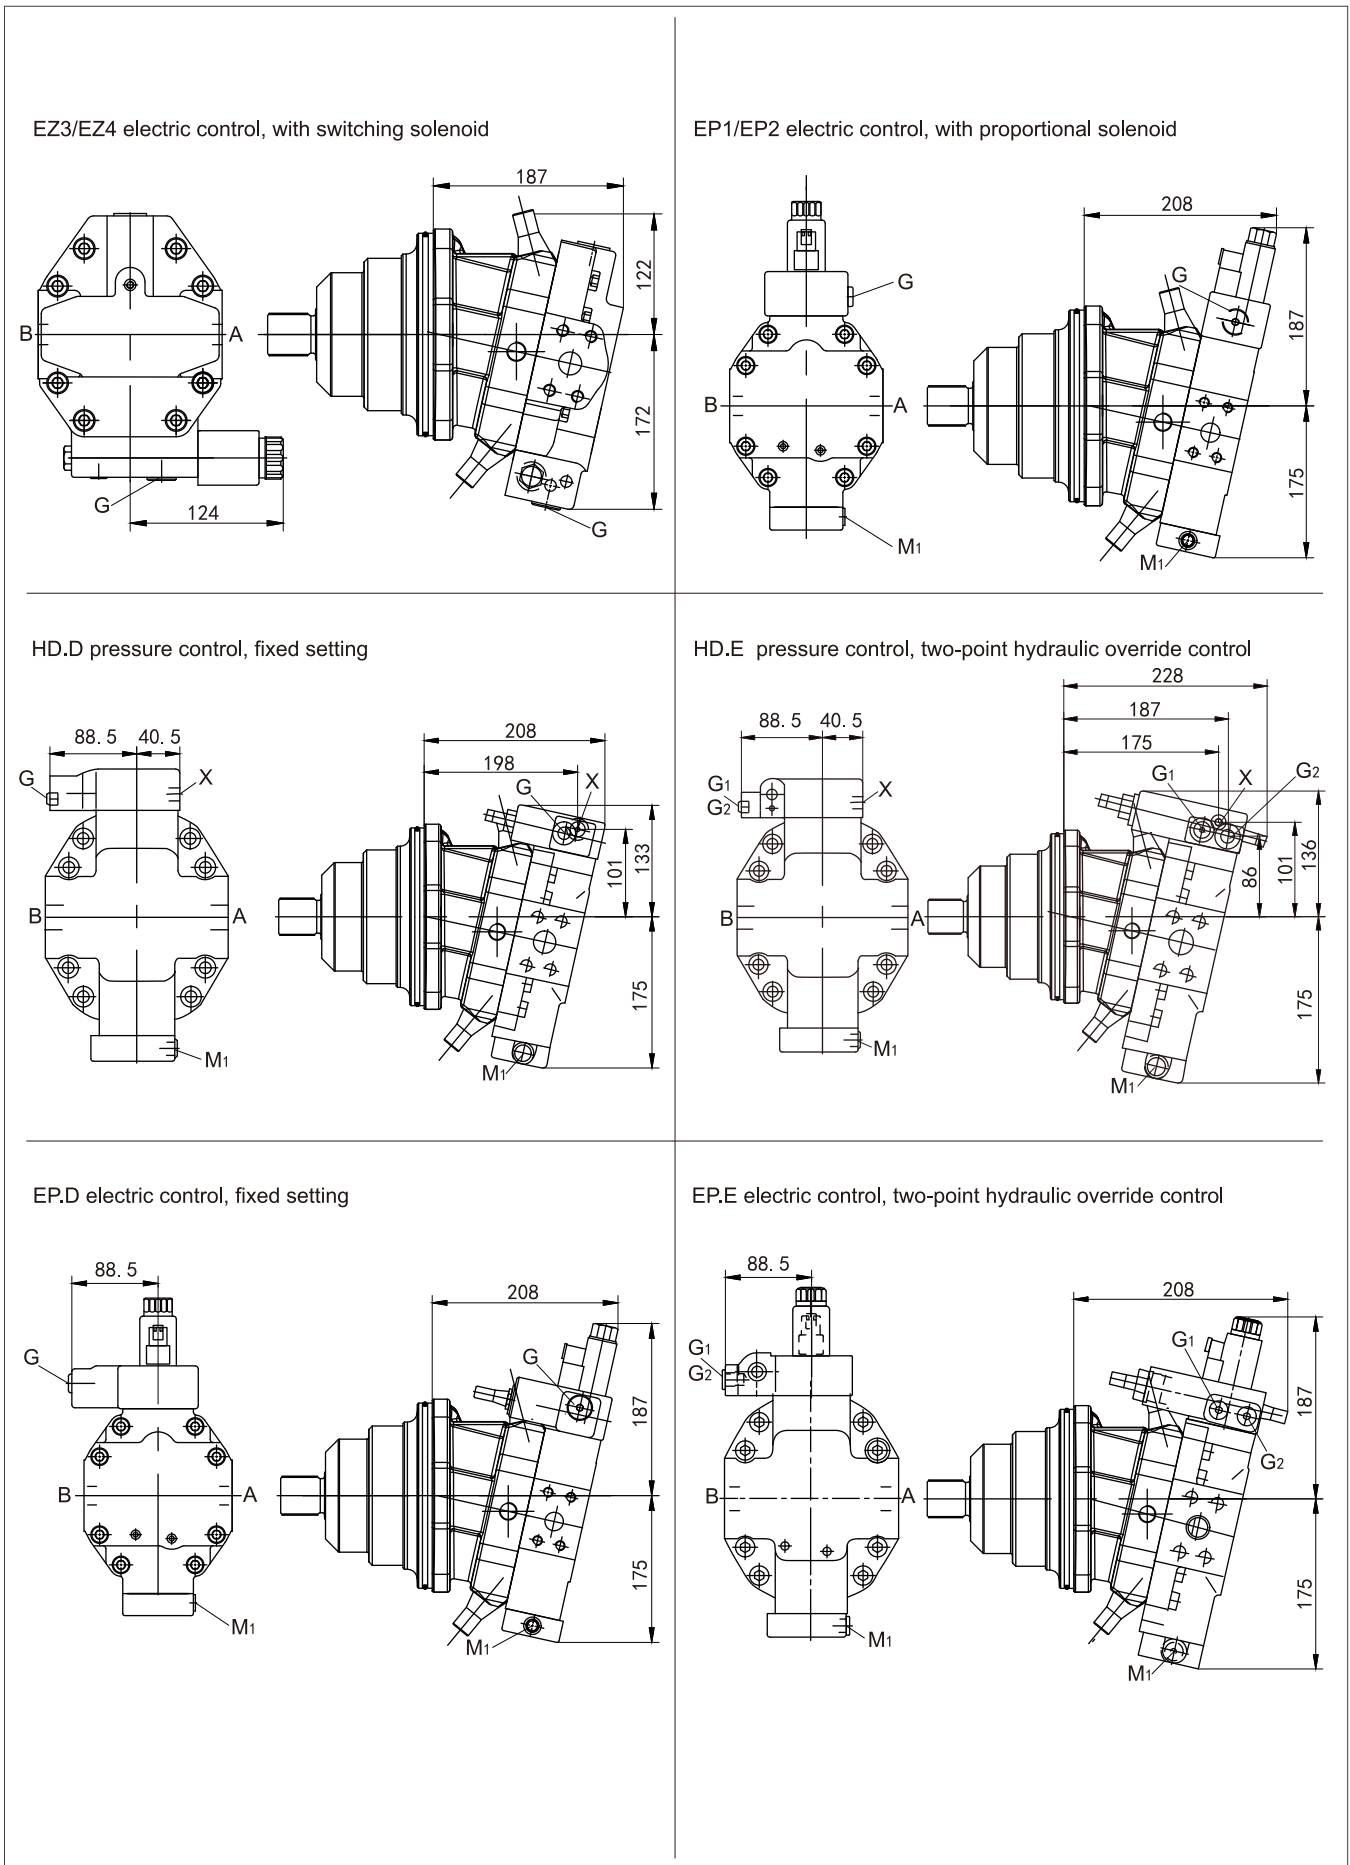 EZ3/EZ4 electric control, with switching solenoid
187
122
172
B
A
G
124
G
EP1/EP2 electric control, with proportional solenoid
208
G
G
187
B
A
175
M1
M1
HD.D pressure control, fixed setting
88.5 40.5
208
198
G
X
G
X
101
133
B
A
175
M1
M1
HD.E pressure control, two-point hydraulic override control
228
88.5 40.5
187
175
G1
G2
X
G1
X
G2
86
101
136
B
A
175
M1
M1
EP.D electric control, fixed setting
88.5
208
G
G
187
B
A
175
M1
M1
EP.E electric control, two-point hydraulic override control
88.5
208
G1
G2
G1
187
G2
B
A
175
M1
M1